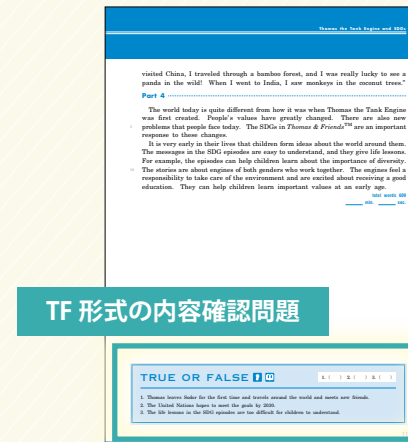 Thomas the Tank Engine and SDGs
visited China, I traveled through a bamboo forest, and I was really lucky to see a
panda in the wild! When I went to India, I saw monkeys in the coconut trees."
Part 4
The world today is quite different from how it was when Thomas the Tank Engine
was first created. People's values have greatly changed. There are also new
problems that people face today. The SDGs in Thomas & Friends™ are an important
response to these changes.
It is very early in their lives that children form ideas about the world around them.
The messages in the SDG episodes are easy to understand, and they give life lessons.
For example, the episodes can help children learn about the importance of diversity.
The stories are about engines of both genders who work together. The engines feel a
responsibility to take care of the environment and are excited about receiving a good
education. They can help children learn important values at an early age.
total words 600
min. sec.
TF 形式の内容確認問題
TRUE OR FALSE
1. ( ) 2. ( ) 3. ( )
1. Thomas leaves Sodor for the first time and travels around the world and meets new friends.
2. The United Nations hopes to meet the goals by 2030.
3. The life lessons in the SDG episodes are too difficult for children to understand.